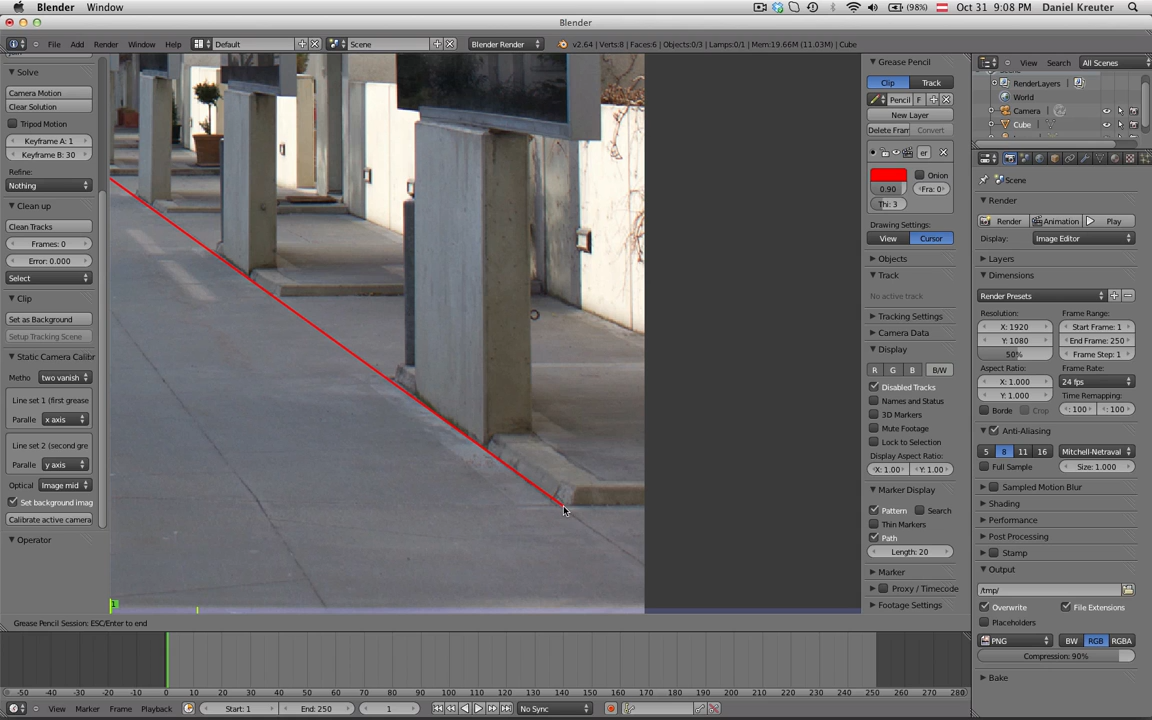 Blender Window (98%) Oct 31 9:08 PM Daniel Kreuter
Blender
File Add Render Window Help Default Scene Blender Render v2.64 | Verts:8 | Faces:6 | Objects:0/3 | Lamps:0/1 | Mem:19.66M (11.03M) | Cube
Solve
Camera Motion
Clear Solution
Tripod Motion
Keyframe A: 1
Keyframe B: 30
Refine:
Nothing
Clean up
Clean Tracks
Frames: 0
Error: 0.000
Select
Clip
Set as Background
Setup Tracking Scene
Static Camera Calibr
Metho two vanish
Line set 1 (first grease
Paralle x axis
Line set 2 (second gre
Paralle y axis
Optical Image mid
Set background imag
Calibrate active camera
Operator
Grease Pencil
Clip Track
Pencil F
New Layer
Delete Fram Convert
er
Onion
0.90 Fra: 0
Thi: 3
Drawing Settings:
View Cursor
Objects
Track
No active track
Tracking Settings
Camera Data
Display
R G B B/W
Disabled Tracks
Names and Status
3D Markers
Mute Footage
Lock to Selection
Display Aspect Ratio:
X: 1.00 Y: 1.00
Marker Display
Pattern Search
Thin Markers
Path
Length: 20
Marker
Proxy / Timecode
Footage Settings
View Search All Scenes
RenderLayers
World
Camera
Cube
Scene
Render
Render Animation Play
Display: Image Editor
Layers
Dimensions
Render Presets
Resolution: Frame Range:
X: 1920 Start Frame: 1
Y: 1080 End Frame: 250
50% Frame Step: 1
Aspect Ratio: Frame Rate:
X: 1.000 24 fps
Y: 1.000 Time Remapping:
Borde Crop : 100 : 100
Anti-Aliasing
5 8 11 16 Mitchell-Netraval
Full Sample Size: 1.000
Sampled Motion Blur
Shading
Performance
Post Processing
Stamp
Output
/tmp/
Overwrite File Extensions
Placeholders
PNG BW RGB RGBA
Compression: 90%
Bake
1
Grease Pencil Session: ESC/Enter to end
-50 -40 -30 -20 -10 0 10 20 30 40 50 60 70 80 90 100 110 120 130 140 150 160 170 180 190 200 210 220 230 240 250 260 270 280
View Marker Frame Playback Start: 1 End: 250 1 No Sync